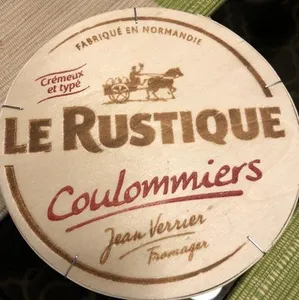 FABRIQUÉ EN NORMANDIE
Crémeux
et typé
LE RUSTIQUE
Coulommiers
Jean Verrier
Fromager